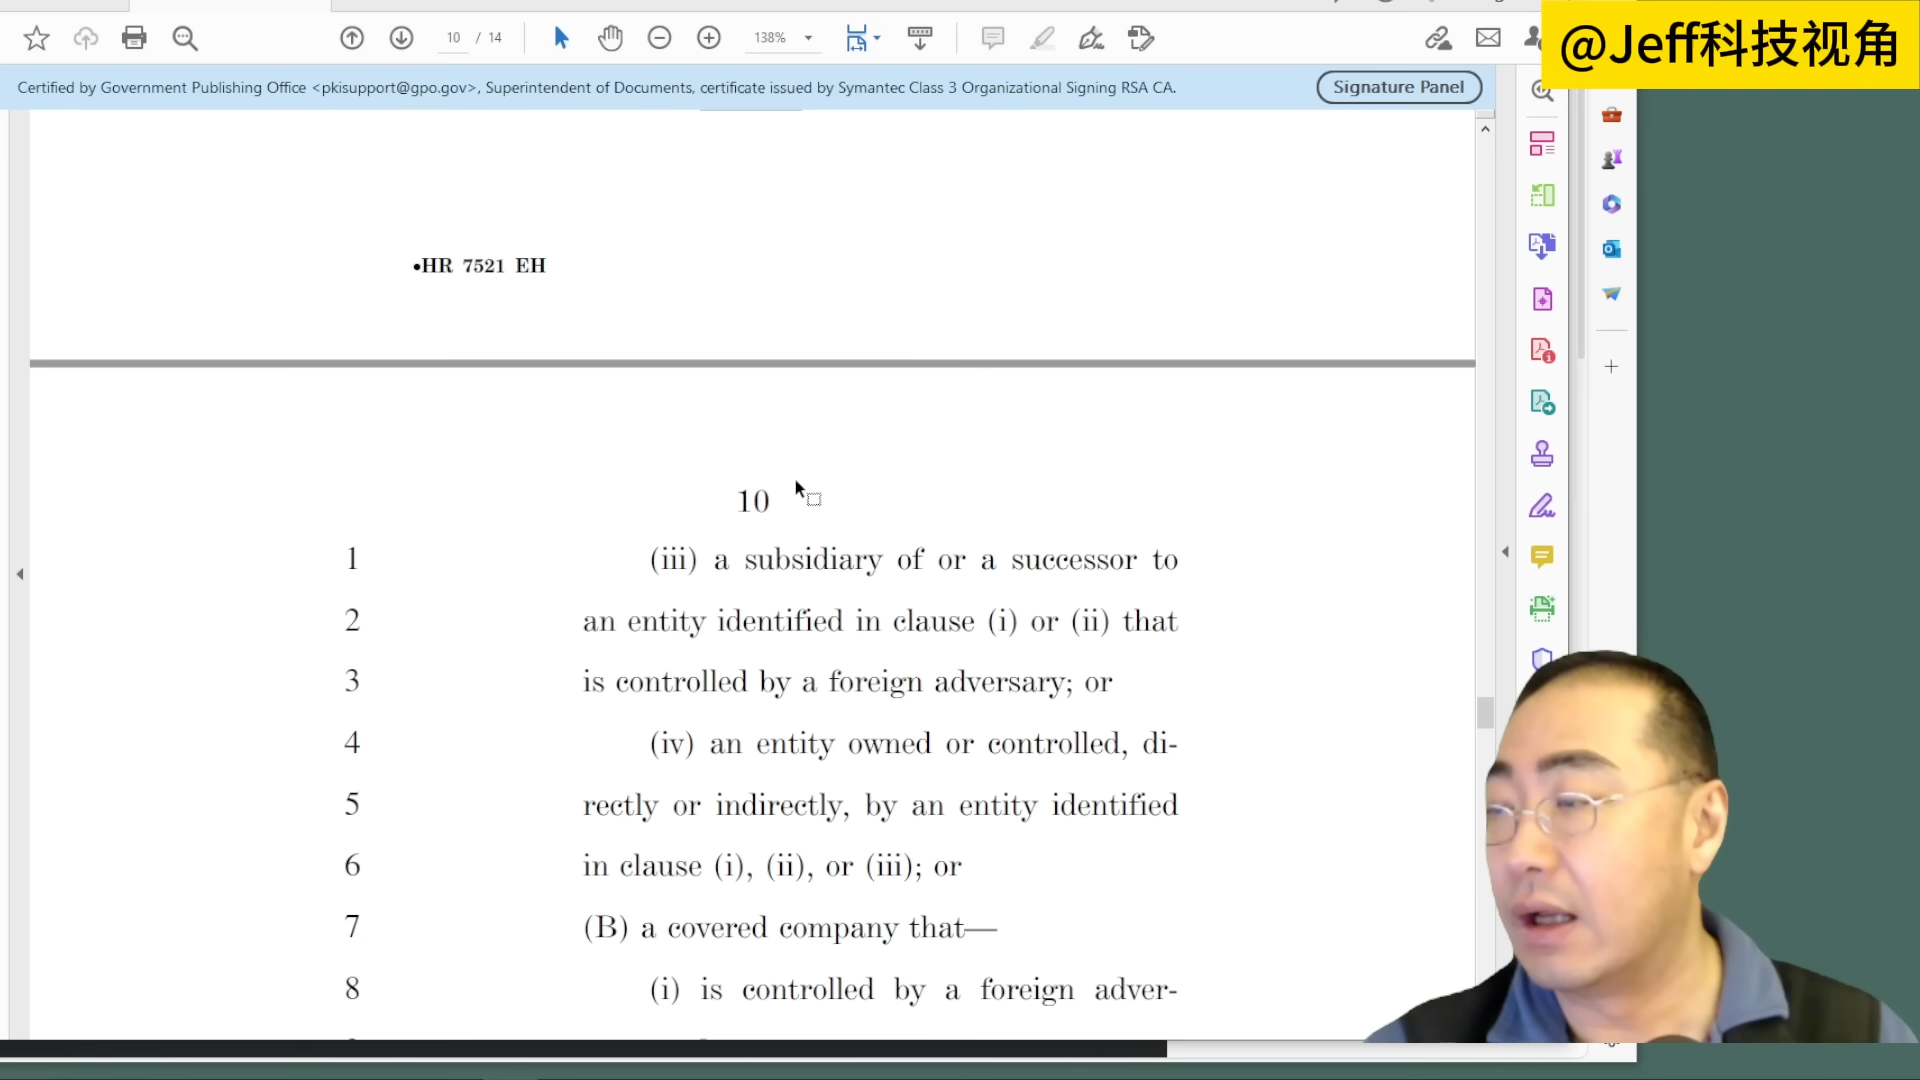 10 / 14
138%
@Jeff科技视角
Certified by Government Publishing Office <pkisupport@gpo.gov>, Superintendent of Documents, certificate issued by Symantec Class 3 Organizational Signing RSA CA.
Signature Panel
•HR 7521 EH
10
1 (iii) a subsidiary of or a successor to
2 an entity identified in clause (i) or (ii) that
3 is controlled by a foreign adversary; or
4 (iv) an entity owned or controlled, di-
5 rectly or indirectly, by an entity identified
6 in clause (i), (ii), or (iii); or
7 (B) a covered company that—
8 (i) is controlled by a foreign adver-